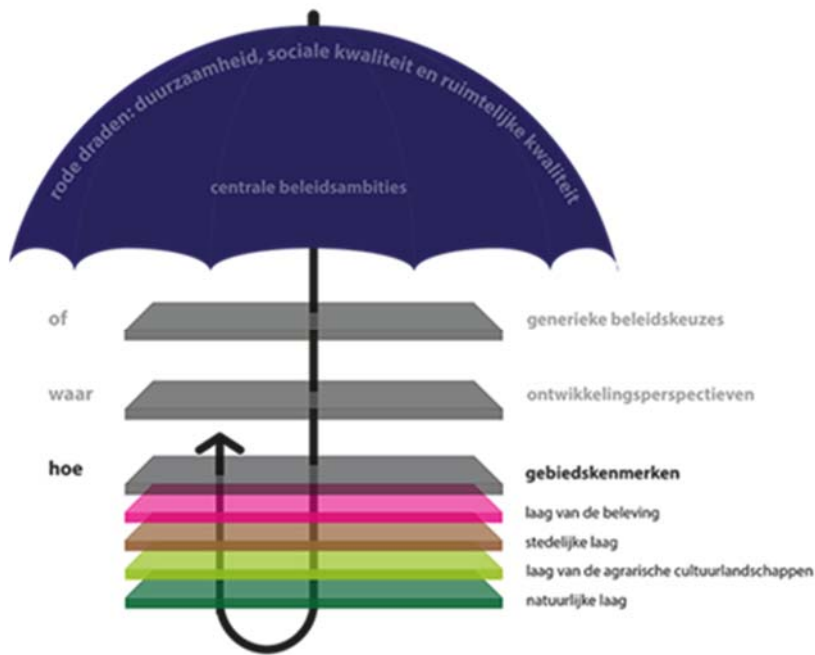 rode draden: duurzaamheid, sociale kwaliteit en ruimtelijke kwaliteit
centrale beleidsambities
of
generieke beleidskeuzes
waar
ontwikkelingsperspectieven
hoe
gebiedskenmerken
laag van de beleving
stedelijke laag
laag van de agrarische cultuurlandschappen
natuurlijke laag